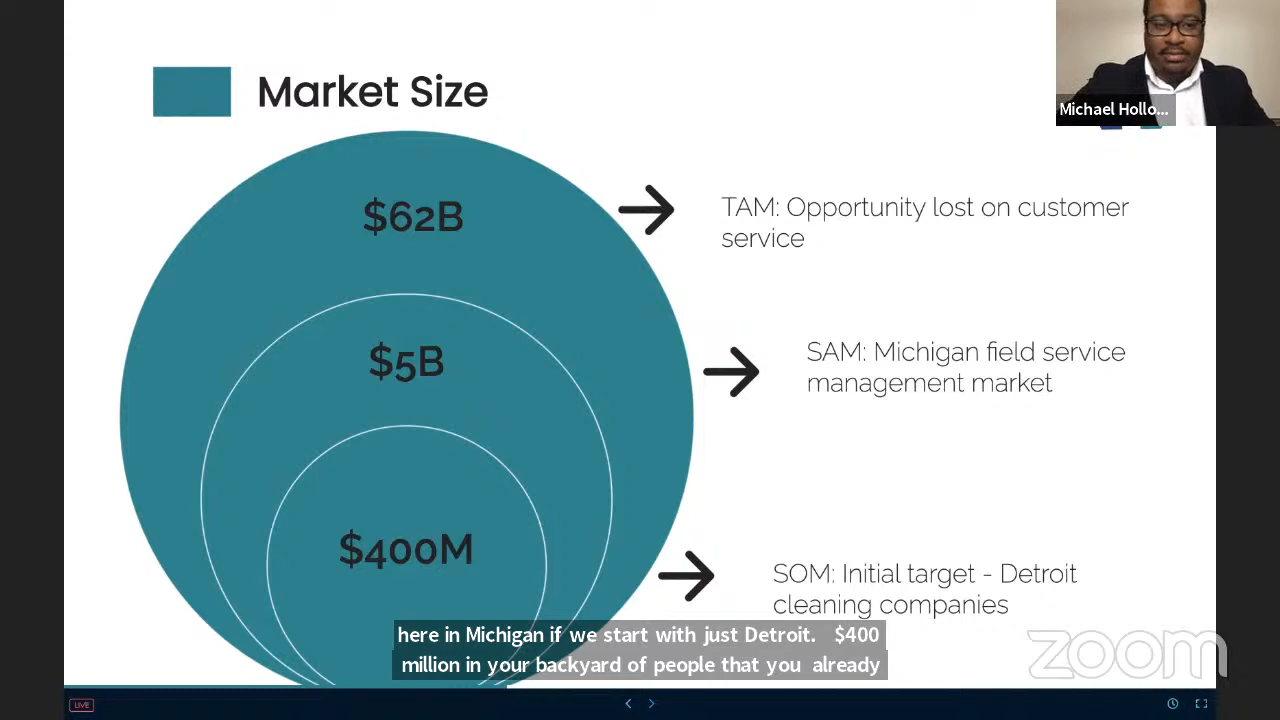 Market Size
Michael Hollo...
$62B
TAM: Opportunity lost on customer
service
$5B
SAM: Michigan field service
management market
$400M
SOM: Initial target - Detroit
cleaning companies
here in Michigan if we start with just Detroit. $400
million in your backyard of people that you already
zoom
LIVE